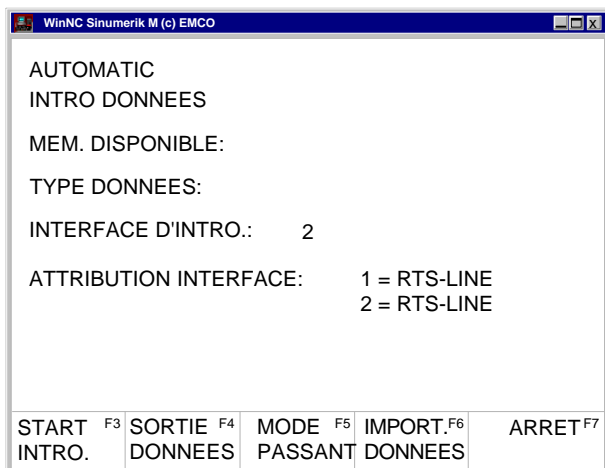 WinNC Sinumerik M (c) EMCO
AUTOMATIC
INTRO DONNEES
MEM. DISPONIBLE:
TYPE DONNEES:
INTERFACE D'INTRO.: 2
ATTRIBUTION INTERFACE: 1 = RTS-LINE
2 = RTS-LINE
START F3 SORTIE F4 MODE F5 IMPORT. F6 ARRET F7
INTRO. DONNEES PASSANT DONNEES